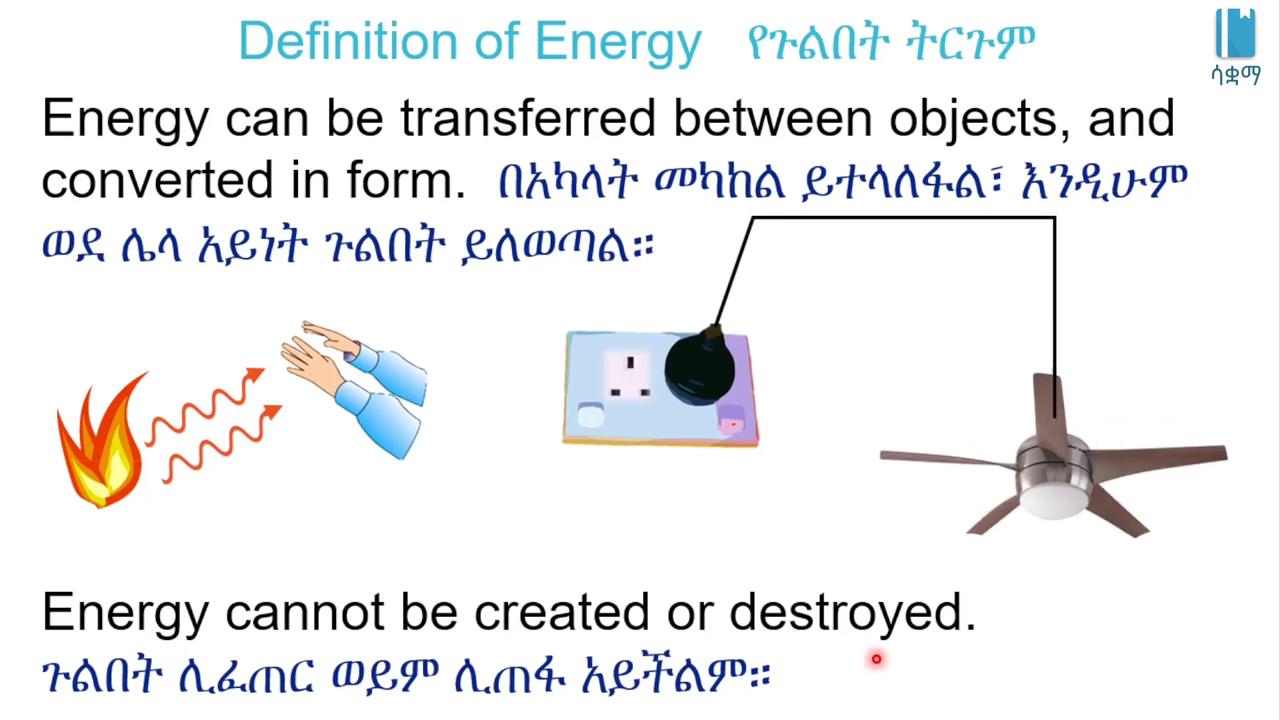 Definition of Energy የጉልበት ትርጉም
ሳቋማ
Energy can be transferred between objects, and
converted in form. በአካላት መካከል ይተላለፋል፣ እንዲሁም
ወደ ሌላ አይነት ጉልበት ይለወጣል።
Energy cannot be created or destroyed.
ጉልበት ሊፈጠር ወይም ሊጠፋ አይችልም።